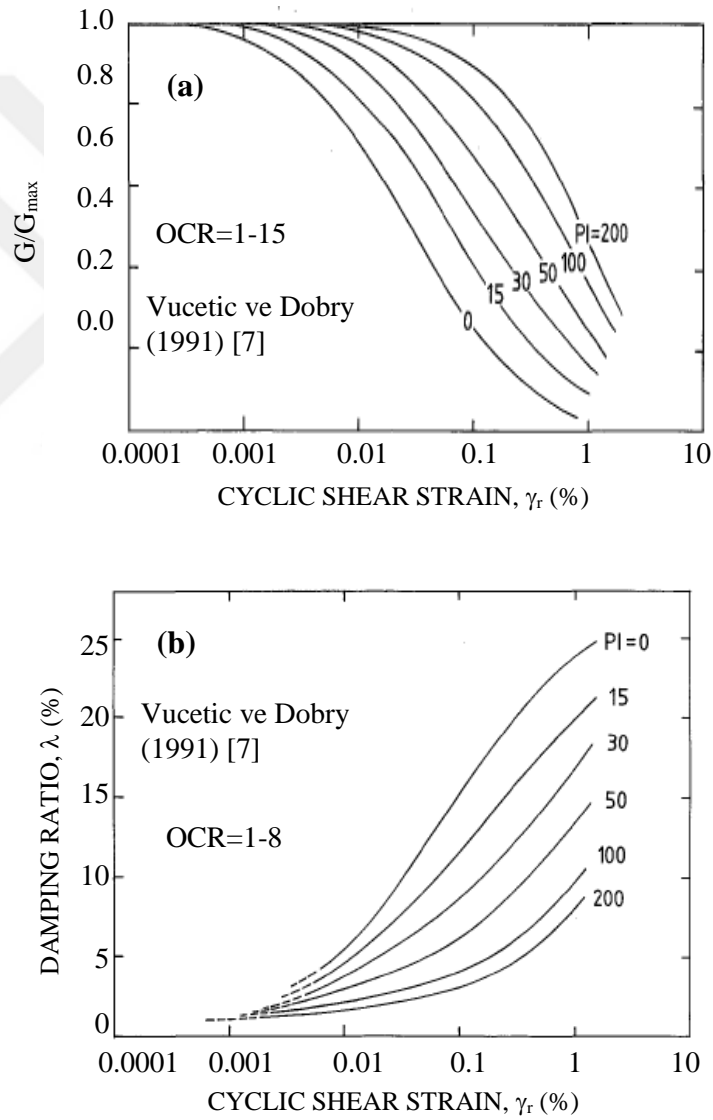 1.0
0.8
(a)
0.6
G/Gmax
0.4
OCR=1-15
PI=200
0.2
100
50
30
15
0
Vucetic ve Dobry
(1991) [7]
0.0
0.0001 0.001 0.01 0.1 1 10
CYCLIC SHEAR STRAIN, γr (%)
25
(b)
PI=0
20
Vucetic ve Dobry
(1991) [7]
15
30
15
50
OCR=1-8
10
100
200
5
0
DAMPING RATIO, λ (%)
0.0001 0.001 0.01 0.1 1 10
CYCLIC SHEAR STRAIN, γr (%)